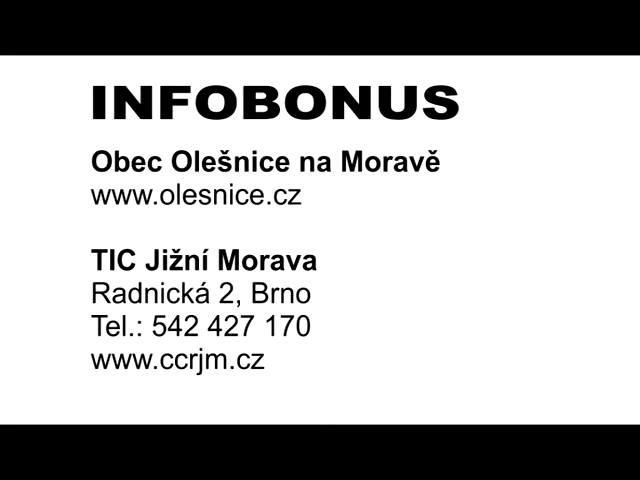 INFOBONUS
Obec Olešnice na Moravě
www.olesnice.cz
TIC Jižní Morava
Radnická 2, Brno
Tel.: 542 427 170
www.ccrjm.cz